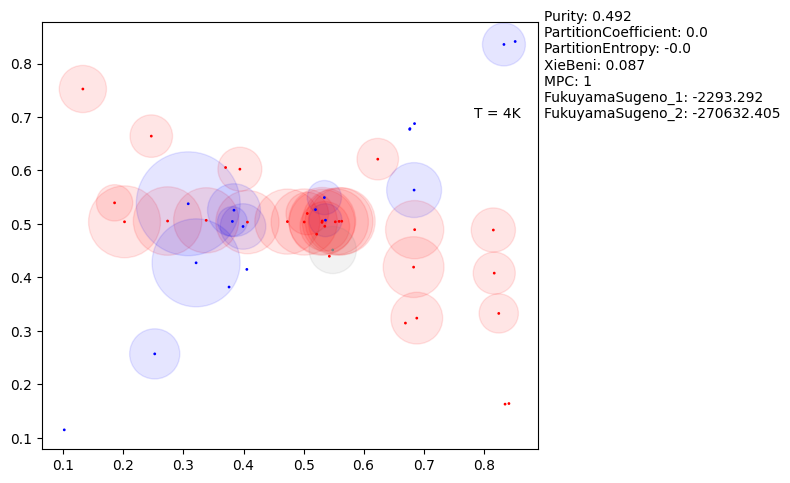 Purity: 0.492
PartitionCoefficient: 0.0
PartitionEntropy: -0.0
XieBeni: 0.087
MPC: 1
FukuyamaSugeno_1: -2293.292
FukuyamaSugeno_2: -270632.405
T = 4K
0.8
0.7
0.6
0.5
0.4
0.3
0.2
0.1
0.1 0.2 0.3 0.4 0.5 0.6 0.7 0.8